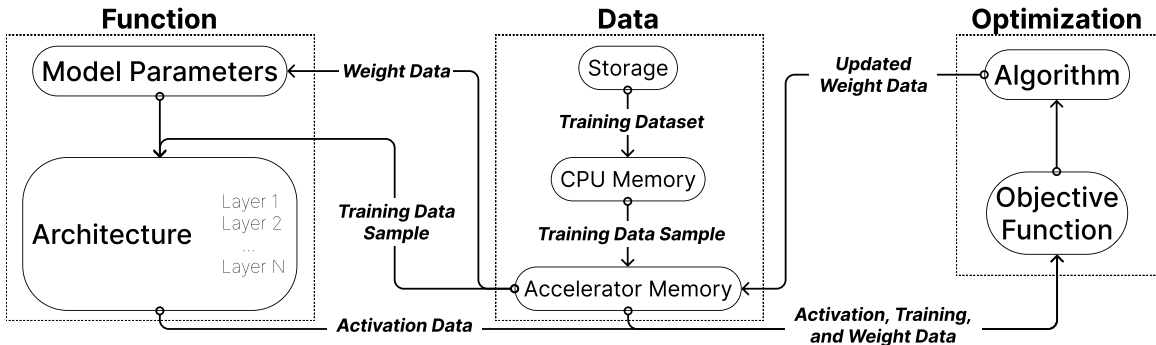 Function
Data
Optimization
Model Parameters
Weight Data
Storage
Updated
Weight Data
Algorithm
Training Dataset
CPU Memory
Layer 1
Layer 2
...
Layer N
Architecture
Training Data
Sample
Training Data Sample
Objective
Function
Accelerator Memory
Activation Data
Activation, Training,
and Weight Data